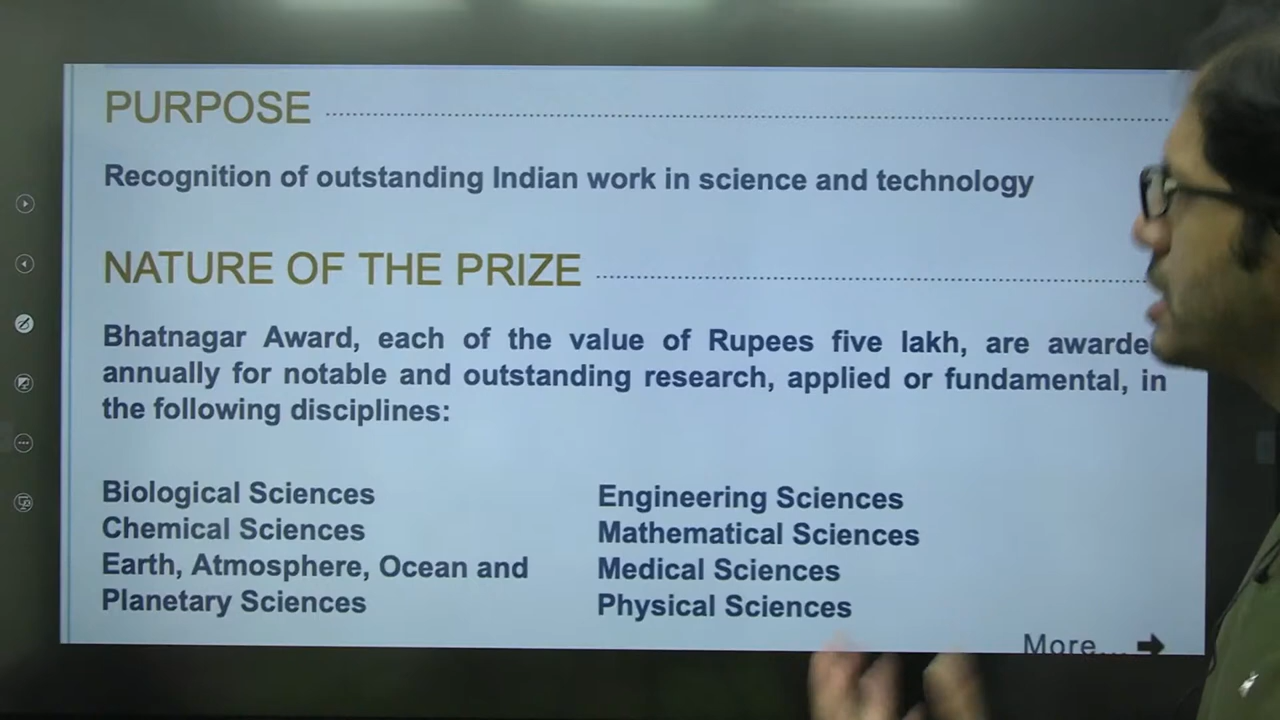 PURPOSE
Recognition of outstanding Indian work in science and technology
NATURE OF THE PRIZE
Bhatnagar Award, each of the value of Rupees five lakh, are awarde
annually for notable and outstanding research, applied or fundamental, in
the following disciplines:
Biological Sciences
Chemical Sciences
Earth, Atmosphere, Ocean and
Planetary Sciences
Engineering Sciences
Mathematical Sciences
Medical Sciences
Physical Sciences
More...